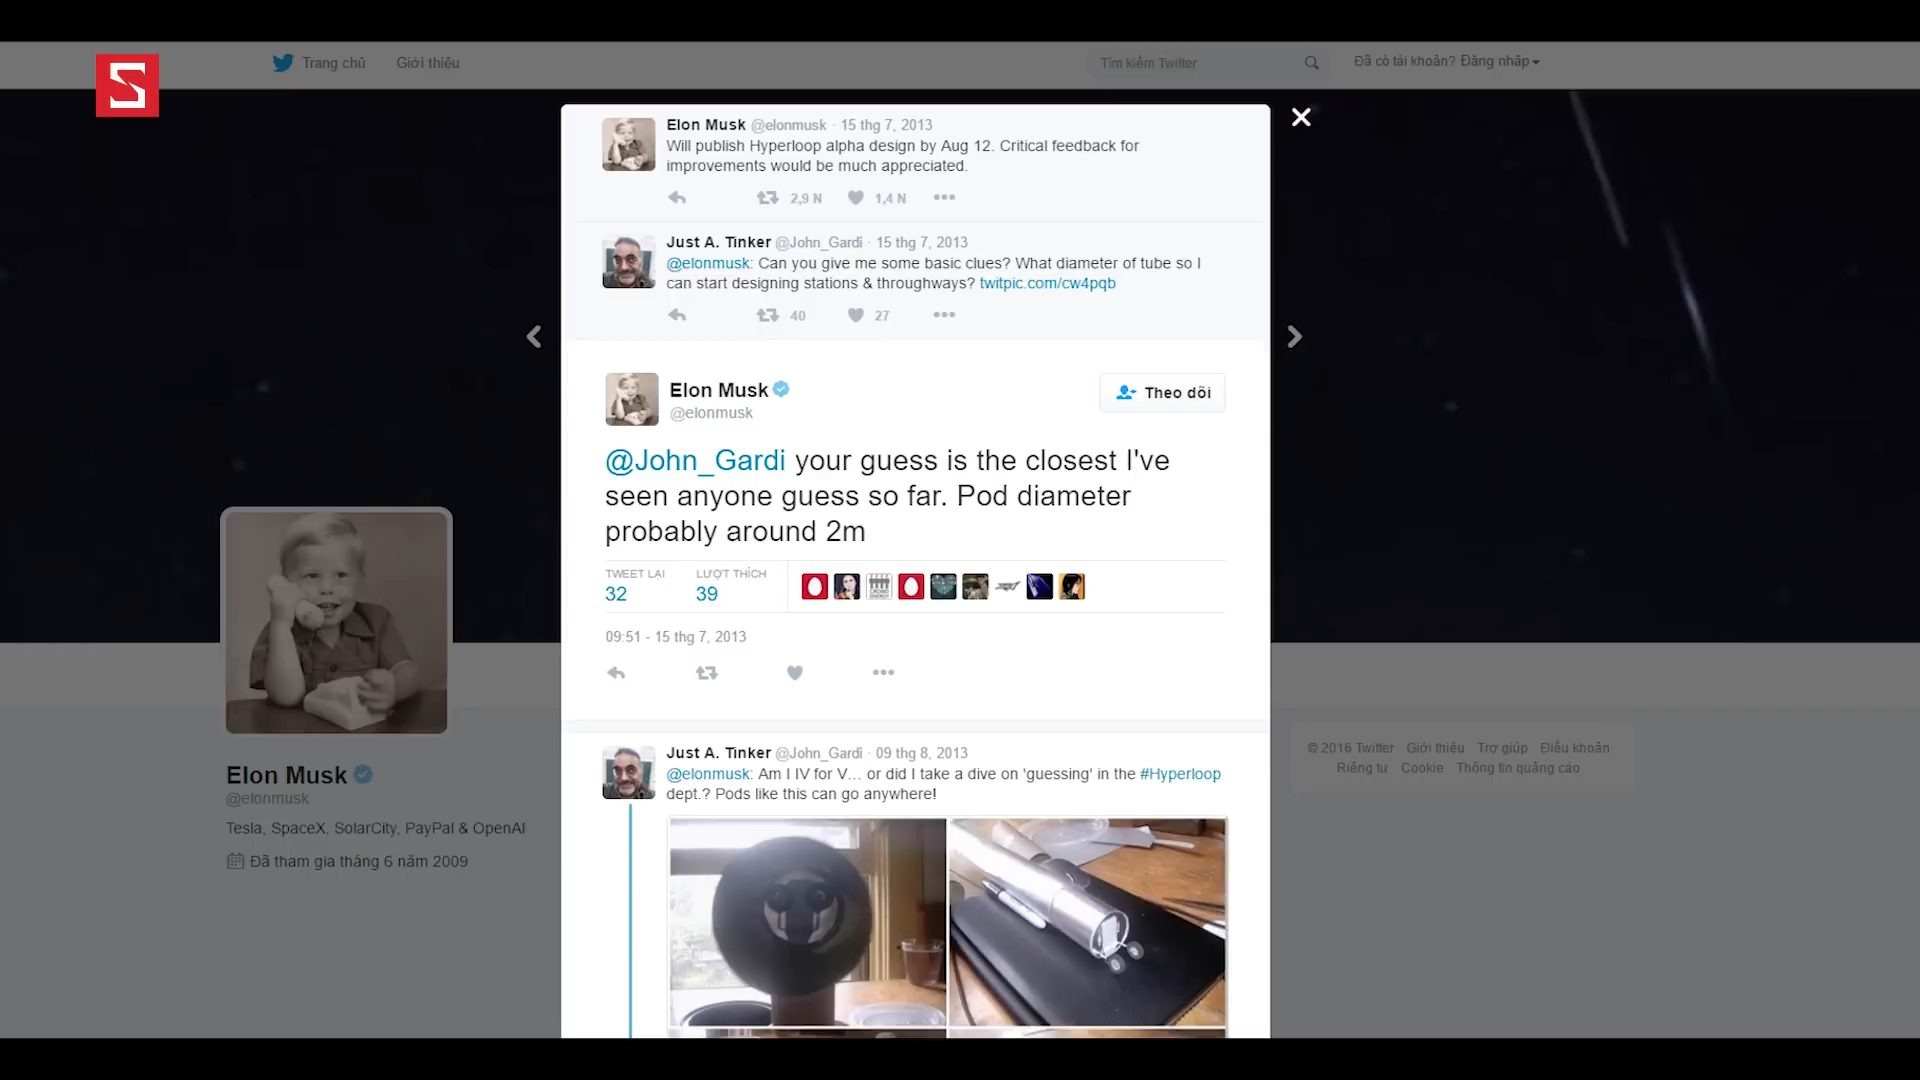 Trang chủ
Giới thiệu
Tìm kiếm Twitter
Đã có tài khoản? Đăng nhập
Elon Musk @elonmusk · 15 thg 7, 2013
Will publish Hyperloop alpha design by Aug 12. Critical feedback for
improvements would be much appreciated.
2,9 N
1,4 N
Just A. Tinker @John_Gardi · 15 thg 7, 2013
@elonmusk: Can you give me some basic clues? What diameter of tube so I
can start designing stations & throughways? twitpic.com/cw4pqb
40
27
Elon Musk
@elonmusk
Theo dõi
@John_Gardi your guess is the closest I've
seen anyone guess so far. Pod diameter
probably around 2m
TWEET LẠI
32
LƯỢT THÍCH
39
09:51 - 15 thg 7, 2013
Just A. Tinker @John_Gardi · 09 thg 8, 2013
@elonmusk: Am I IV for V... or did I take a dive on 'guessing' in the #Hyperloop
dept.? Pods like this can go anywhere!
Elon Musk
@elonmusk
Tesla, SpaceX, SolarCity, PayPal & OpenAI
Đã tham gia tháng 6 năm 2009
© 2016 Twitter Giới thiệu Trợ giúp Điều khoản
Riêng tư Cookie Thông tin quảng cáo